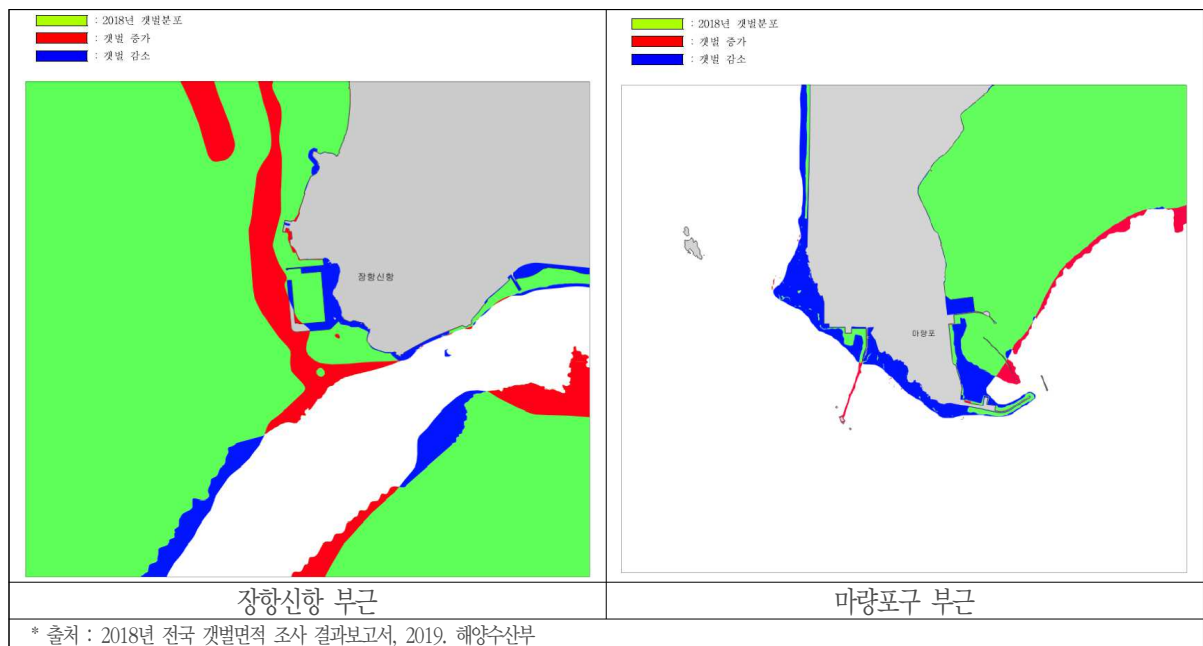 : 2018년 갯벌분포
: 갯벌 증가
: 갯벌 감소
장항신항
: 2018년 갯벌분포
: 갯벌 증가
: 갯벌 감소
마량포
장항신항 부근
마량포구 부근
* 출처 : 2018년 전국 갯벌면적 조사 결과보고서, 2019. 해양수산부